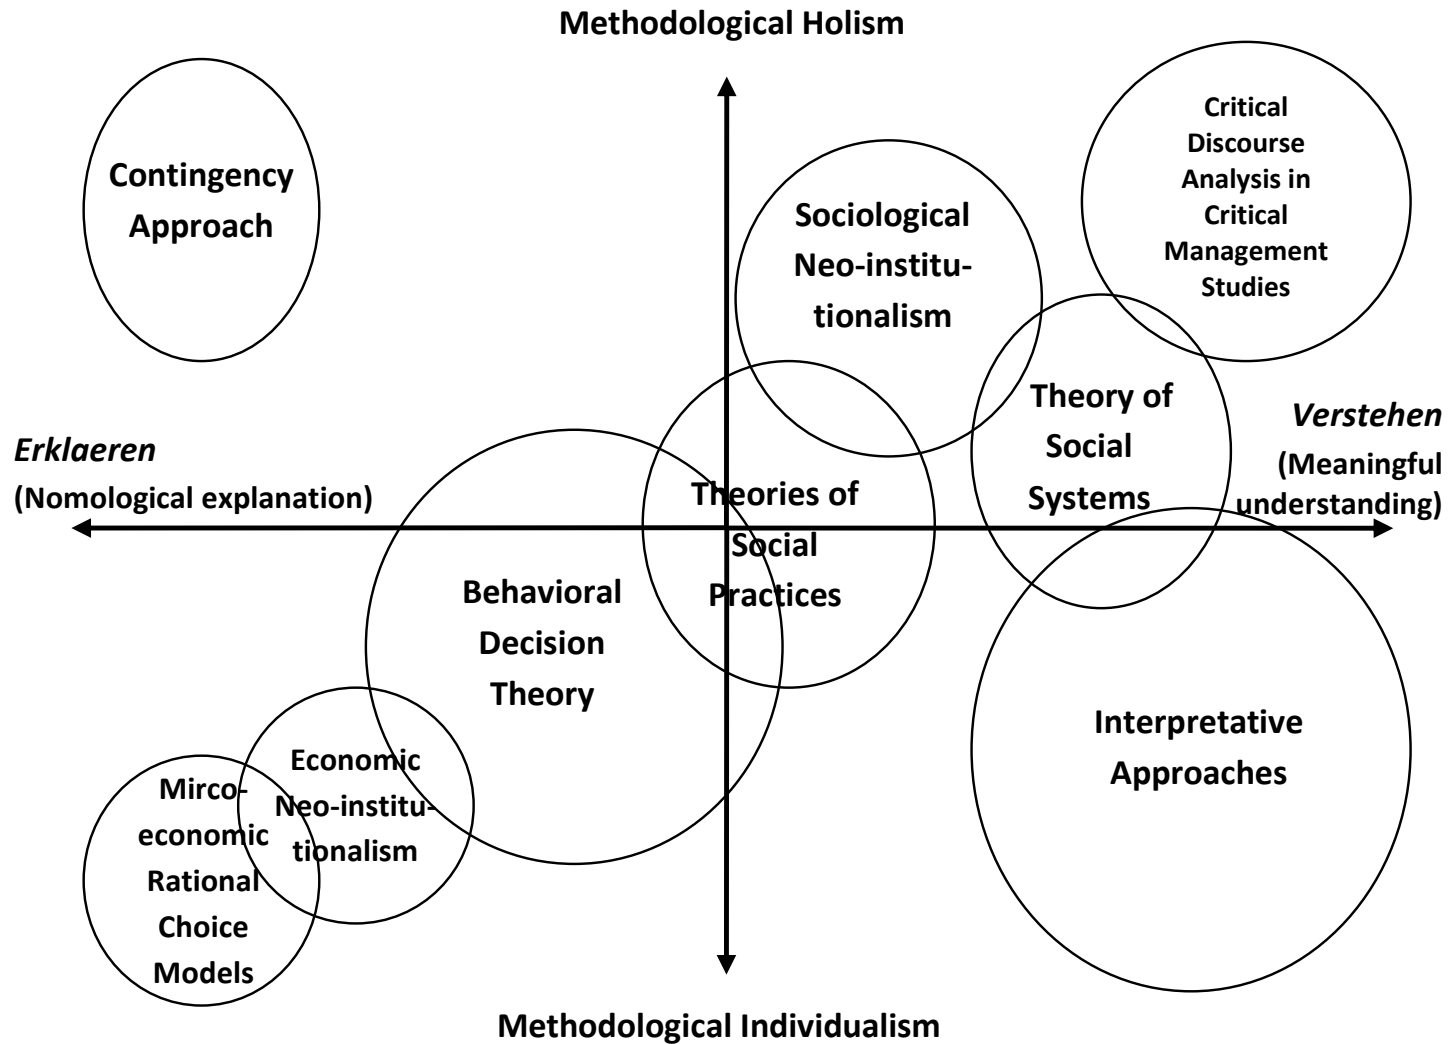 Methodological Holism
Contingency
Approach
Sociological
Neo-institu-
tionalism
Critical
Discourse
Analysis in
Critical
Management
Studies
Theory of
Social
Systems
Verstehen
(Meaningful
understanding)
Erklaeren
(Nomological explanation)
Theories of
Social
Practices
Behavioral
Decision
Theory
Economic
Neo-institu-
tionalism
Mirco-
economic
Rational
Choice
Models
Interpretative
Approaches
Methodological Individualism